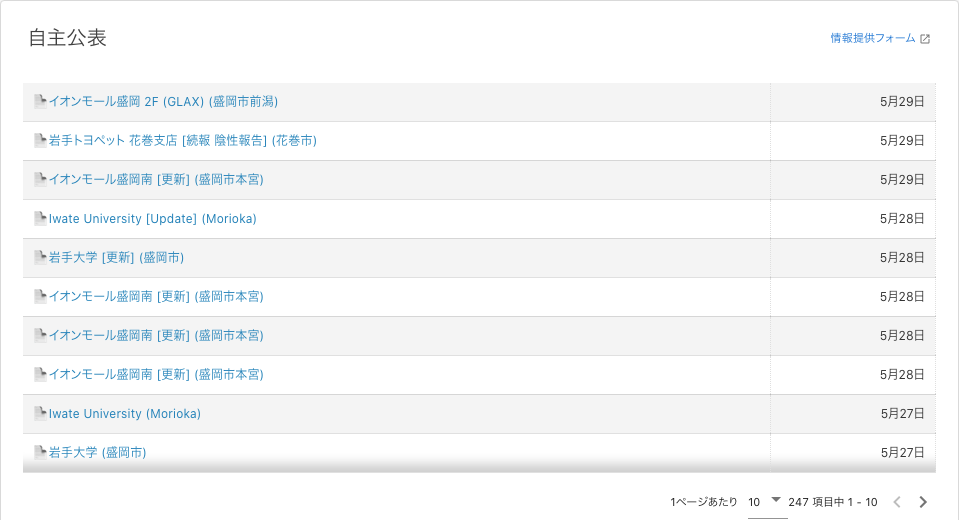 自主公表
情報提供フォーム
イオンモール盛岡 2F (GLAX) (盛岡市前潟) 5月29日
岩手トヨペット 花巻支店 [続報 陰性報告] (花巻市) 5月29日
イオンモール盛岡南 [更新] (盛岡市本宮) 5月29日
Iwate University [Update] (Morioka) 5月28日
岩手大学 [更新] (盛岡市) 5月28日
イオンモール盛岡南 [更新] (盛岡市本宮) 5月28日
イオンモール盛岡南 [更新] (盛岡市本宮) 5月28日
イオンモール盛岡南 [更新] (盛岡市本宮) 5月28日
Iwate University (Morioka) 5月27日
岩手大学 (盛岡市) 5月27日
1ページあたり 10 247 項目中 1 - 10